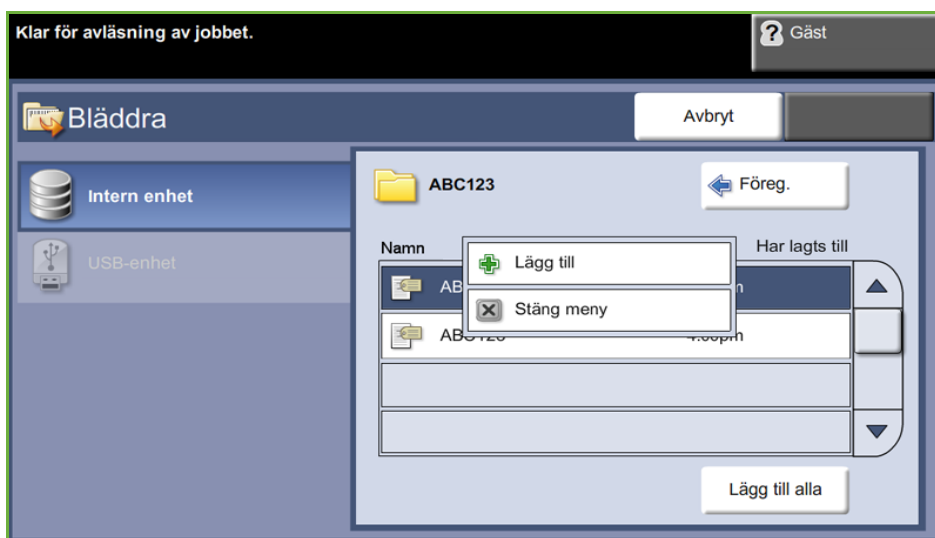 Klar för avläsning av jobbet.
? Gäst
Bläddra
Avbryt
Intern enhet
ABC123
Föreg.
USB-enhet
Namn
Har lagts till
Lägg till
Stäng meny
Lägg till alla